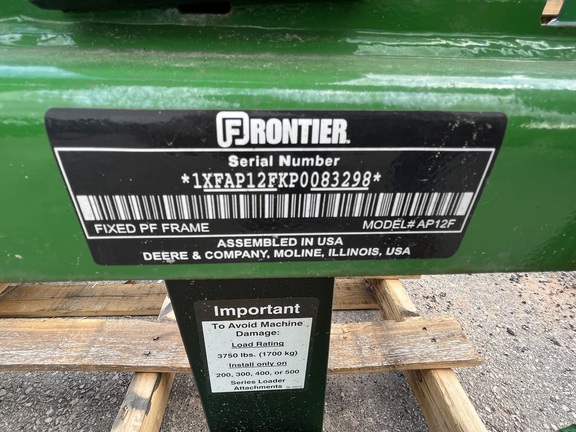 FRONTIER
Serial Number
*1XFAP12FKP0083298*
FIXED PF FRAME MODEL# AP12F
ASSEMBLED IN USA
DEERE & COMPANY, MOLINE, ILLINOIS, USA
Important
To Avoid Machine
Damage:
Load Rating
3750 lbs. (1700 kg)
Install only on
200, 300, 400, or 500
Series Loader
Attachments